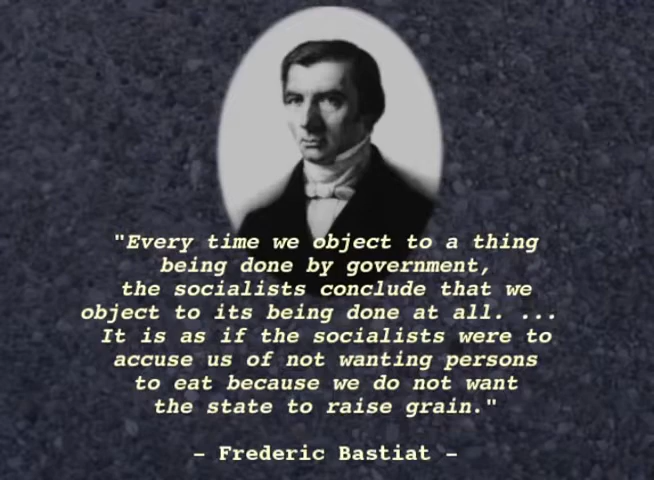 "Every time we object to a thing
being done by government,
the socialists conclude that we
object to its being done at all. ...
It is as if the socialists were to
accuse us of not wanting persons
to eat because we do not want
the state to raise grain."
– Frederic Bastiat –